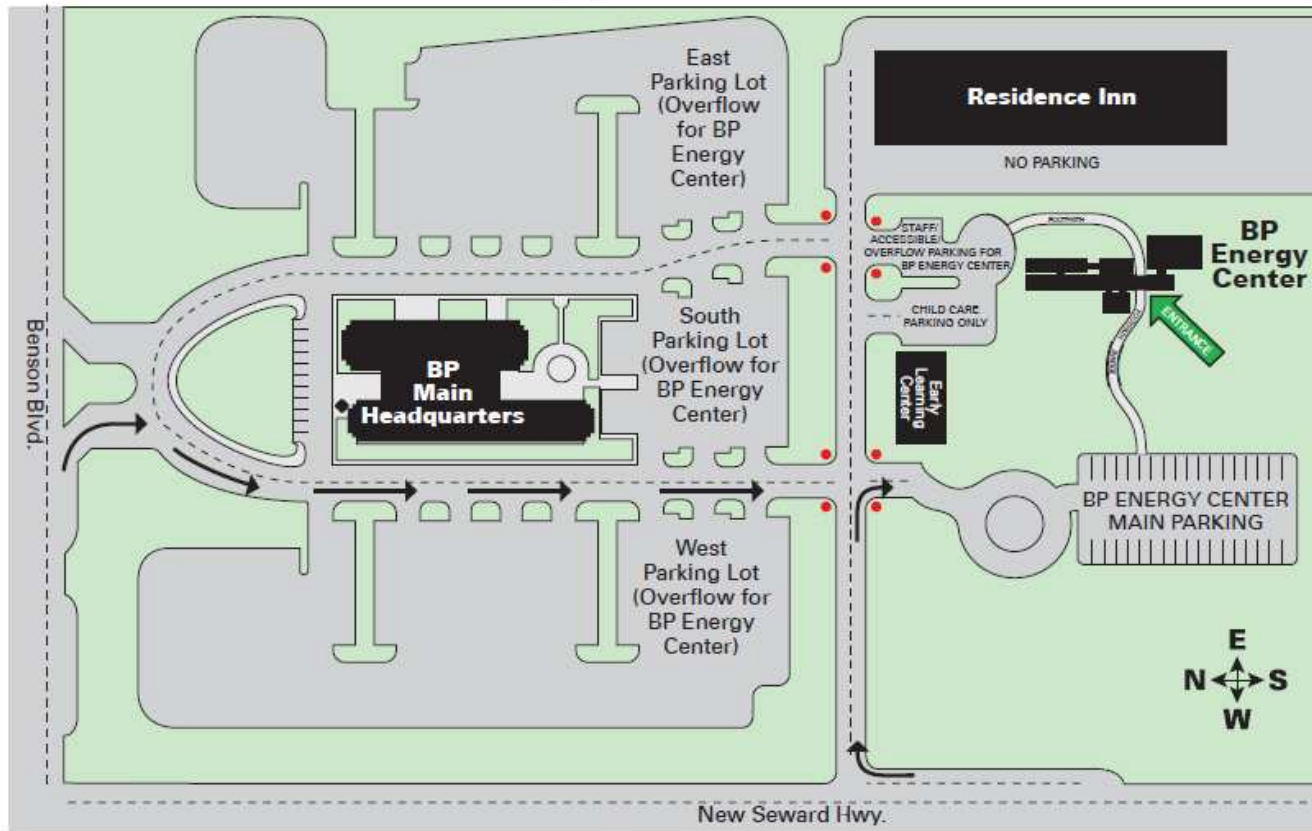 East
Parking Lot
(Overflow
for BP
Energy
Center)
Residence Inn
NO PARKING
FOOTPATH
STAFF/
ACCESSIBLE/
OVERFLOW PARKING FOR
BP ENERGY CENTER
BP
Energy
Center
ENTRANCE
CHILD CARE
PARKING ONLY
Benson Blvd.
BP
Main
Headquarters
South
Parking Lot
(Overflow for
BP Energy
Center)
Early
Learning
Center
BP ENERGY CENTER
MAIN PARKING
West
Parking Lot
(Overflow for
BP Energy
Center)
E
N S
W
New Seward Hwy.